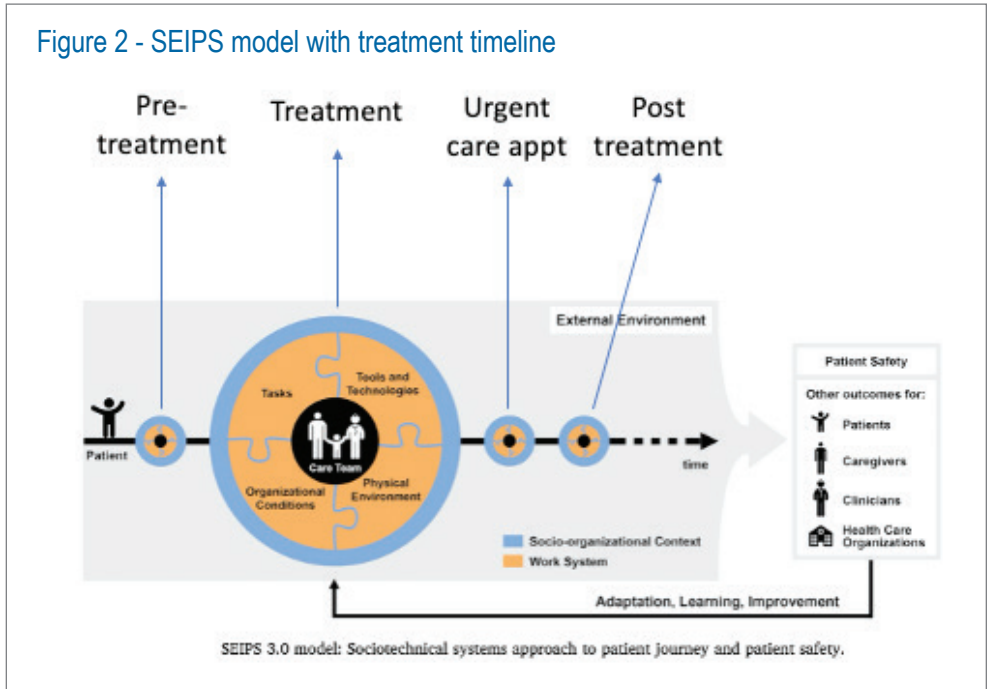 Figure 2 - SEIPS model with treatment timeline
Pre-
treatment
Treatment
Urgent
care appt
Post
treatment
External Environment
Patient Safety
Other outcomes for:
Patients
Caregivers
Clinicians
Health Care
Organizations
Tasks
Tools and
Technologies
Patient
Care Team
time
Organizational
Conditions
Physical
Environment
Socio-organizational Context
Work System
Adaptation, Learning, Improvement
SEIPS 3.0 model: Sociotechnical systems approach to patient journey and patient safety.